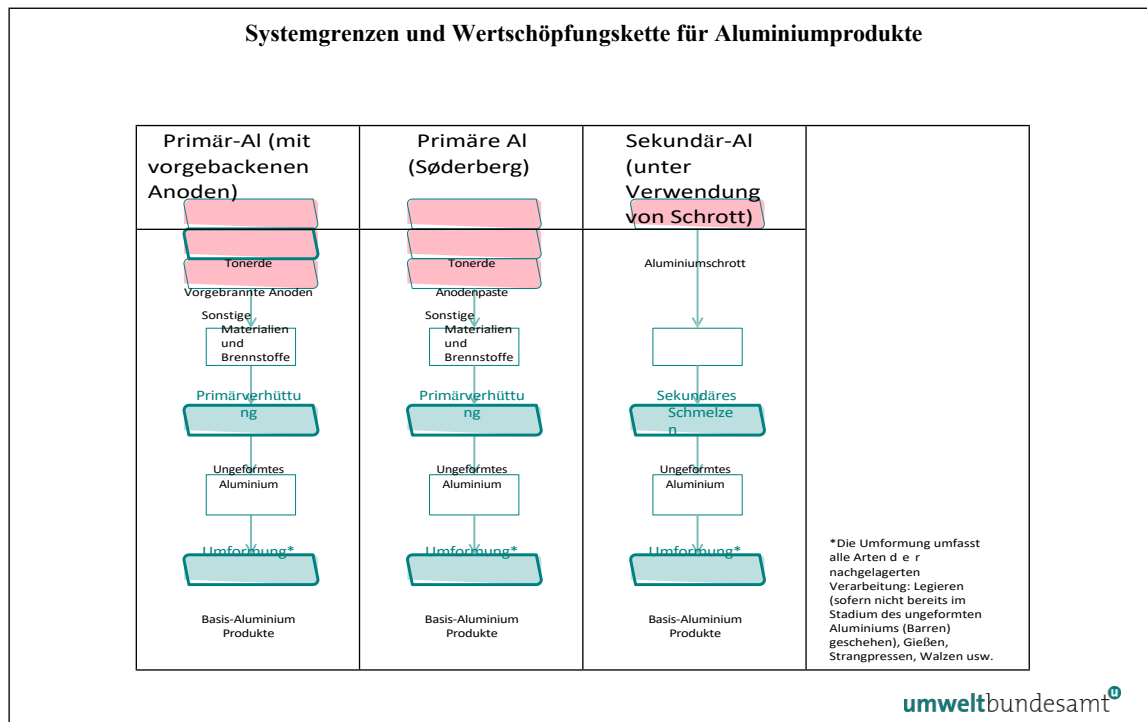 Systemgrenzen und Wertschöpfungskette für Aluminiumprodukte
Primär-Al (mit
vorgebackenen
Anoden)
Tonerde
Vorgebrannte Anoden
Sonstige
Materialien
und
Brennstoffe
Primärverhüttu
ng
Ungeformtes
Aluminium
Umformung*
Basis-Aluminium
Produkte
Primäre Al
(Søderberg)
Tonerde
Anodenpaste
Sonstige
Materialien
und
Brennstoffe
Primärverhüttu
ng
Ungeformtes
Aluminium
Umformung*
Basis-Aluminium
Produkte
Sekundär-Al
(unter
Verwendung
von Schrott)
Aluminiumschrott
Sekundäres
Schmelze
n
Ungeformtes
Aluminium
Umformung*
Basis-Aluminium
Produkte
*Die Umformung umfasst
alle Arten d e r
nachgelagerten
Verarbeitung: Legieren
(sofern nicht bereits im
Stadium des ungeformten
Aluminiums (Barren)
geschehen), Gießen,
Strangpressen, Walzen usw.
umweltbundesamt u